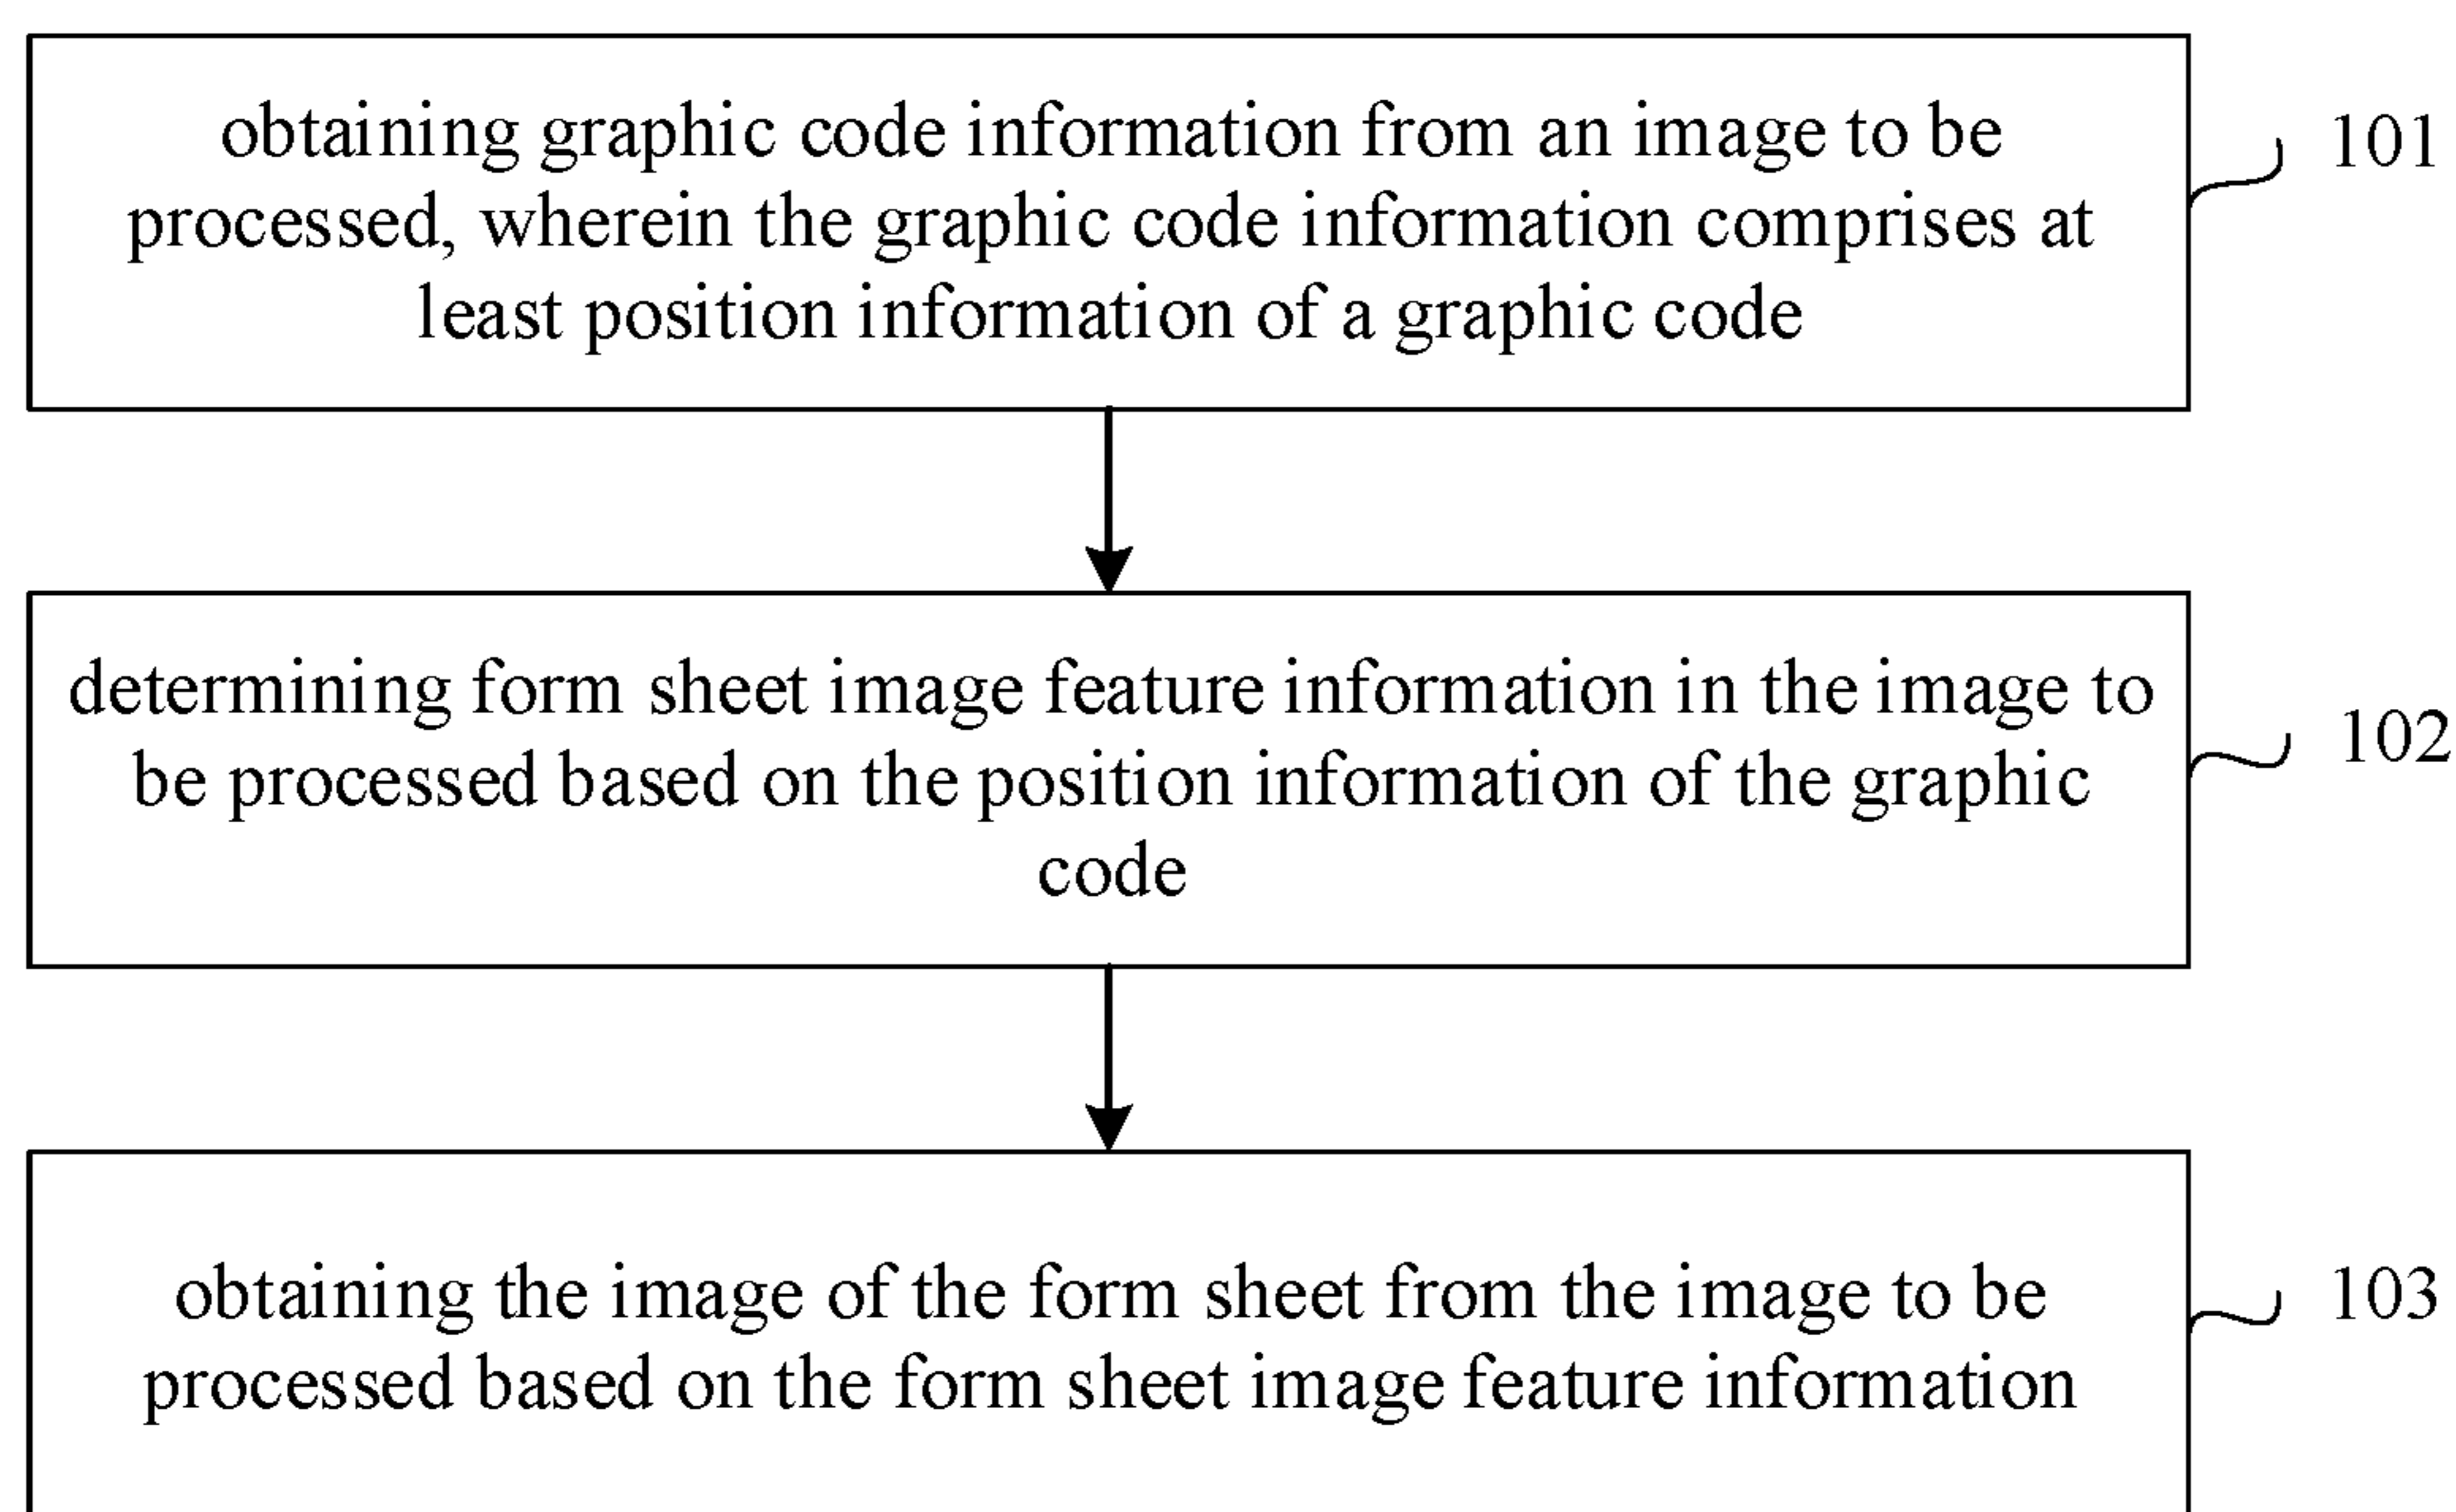 obtaining graphic code information from an image to be
processed, wherein the graphic code information comprises at
least position information of a graphic code
101
determining form sheet image feature information in the image to
be processed based on the position information of the graphic
code
102
obtaining the image of the form sheet from the image to be
processed based on the form sheet image feature information
103